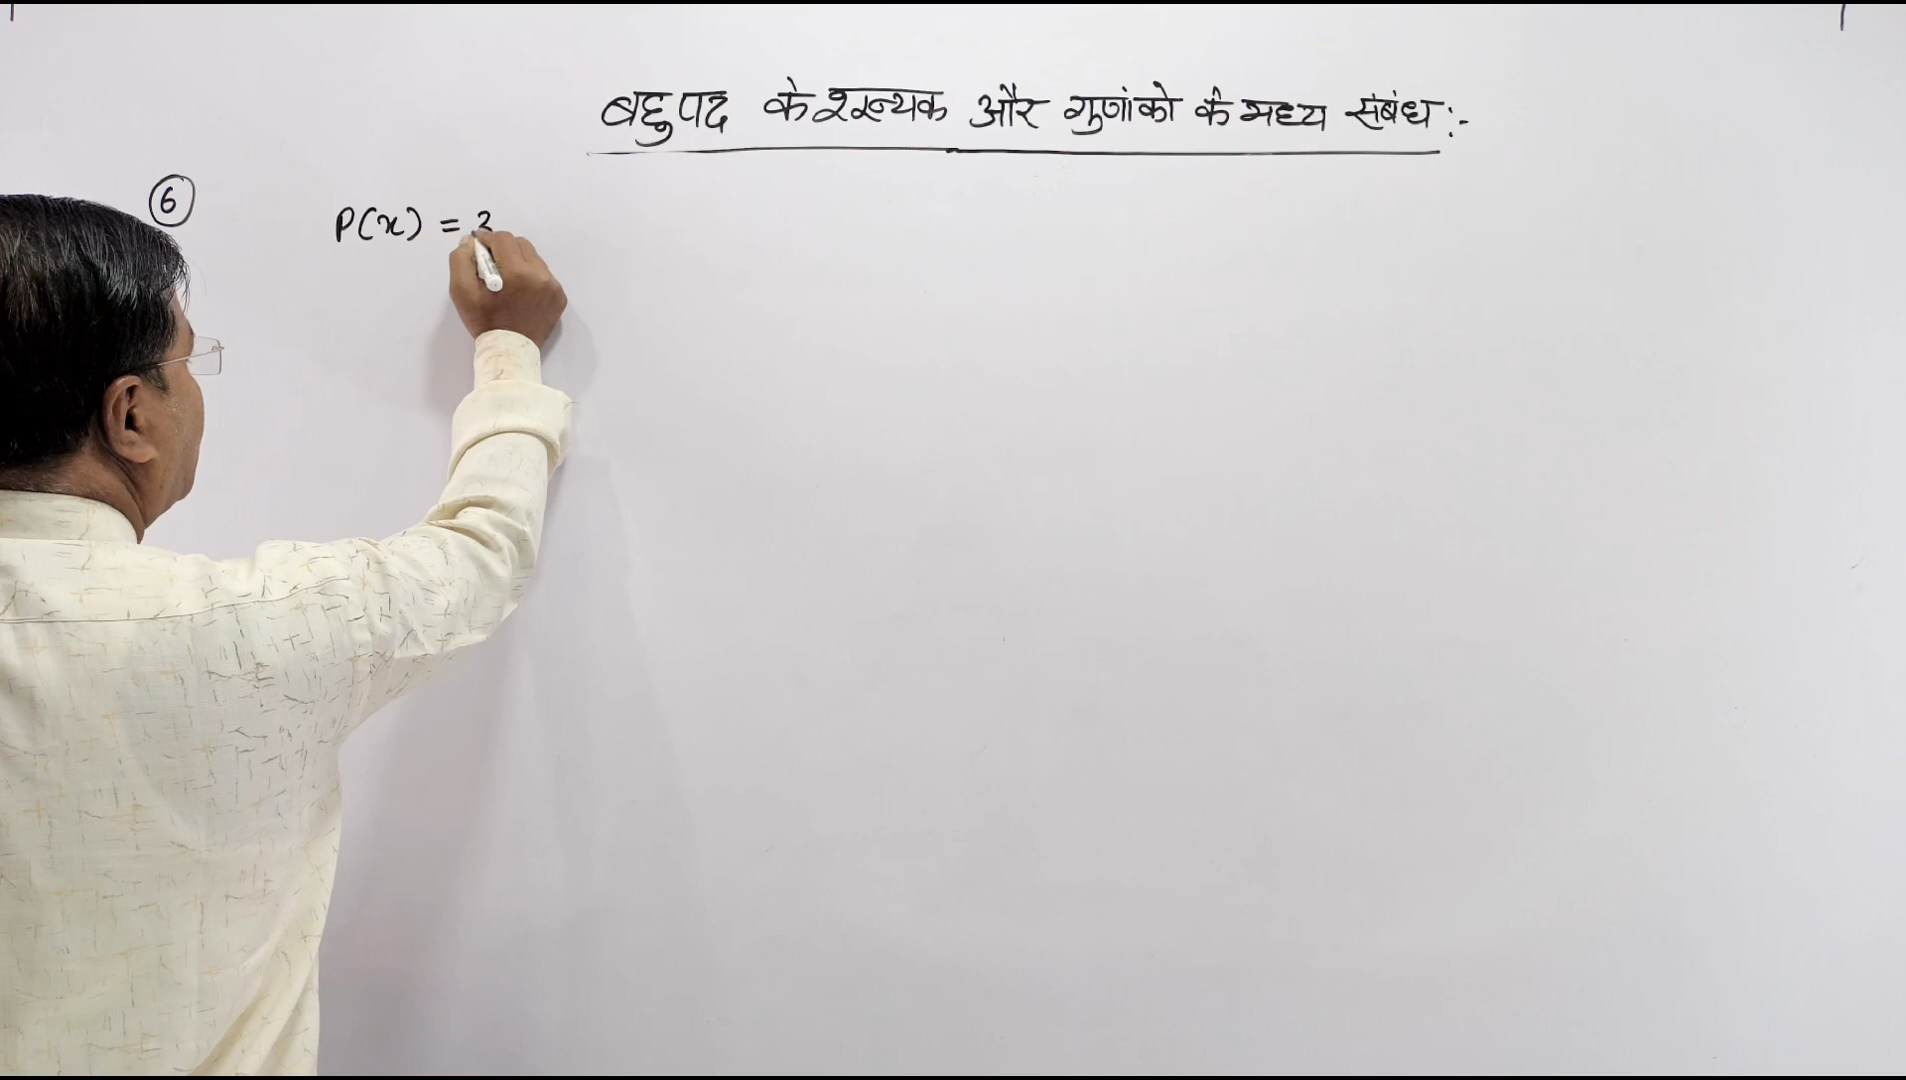 बहुपद के शून्यक और गुणांको के मध्य संबंध :-
6 P(x) = 3